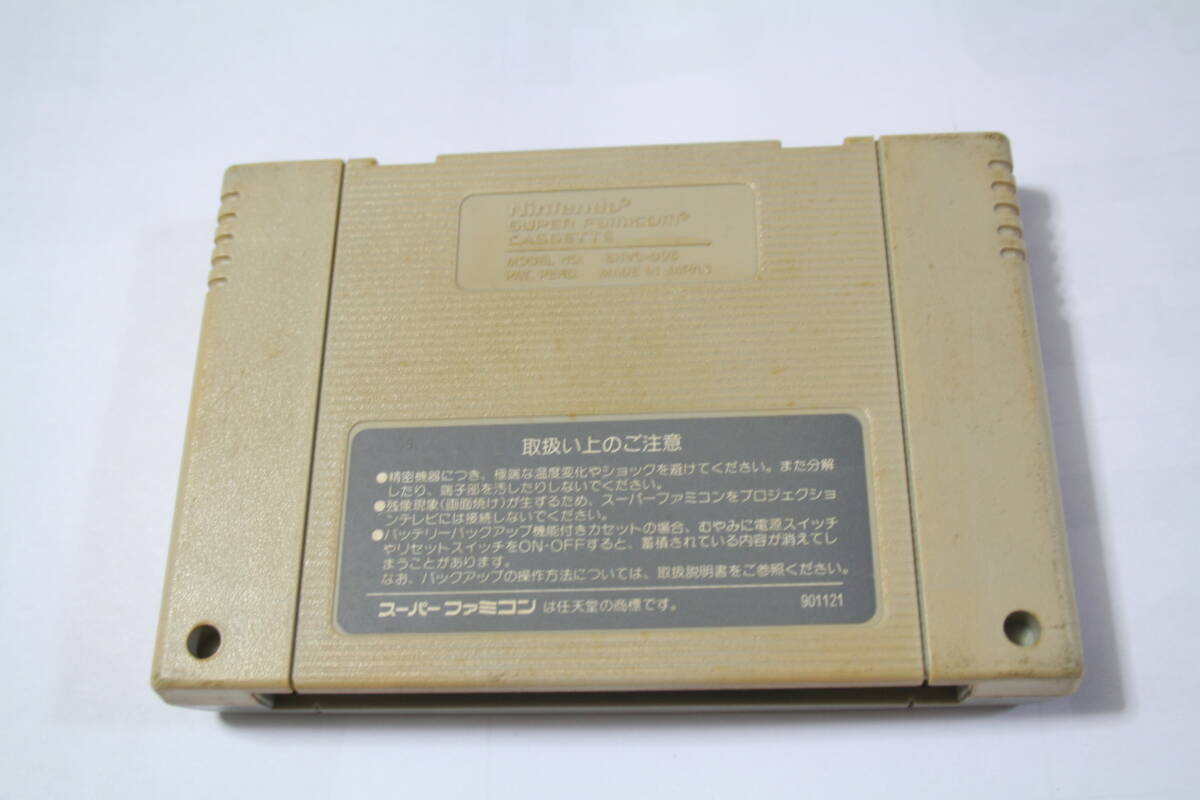 Nintendo®
SUPER FAMICOM®
CASSETTE
MODEL NO. SHVC-006
PAT. PEND. MADE IN JAPAN
取扱い上のご注意
●精密機器につき、極端な温度変化やショックを避けてください。また分解
したり、端子部を汚したりしないでください。
●残像現象(画面焼け)が生ずるため、スーパーファミコンをプロジェクショ
ンテレビには接続しないでください。
●バッテリーバックアップ機能付きカセットの場合、むやみに電源スイッチ
やリセットスイッチをON-OFFすると、蓄積されている内容が消えてし
まうことがあります。
なお、バックアップの操作方法については、取扱説明書をご参照ください。
スーパーファミコン は任天堂の商標です。 901121